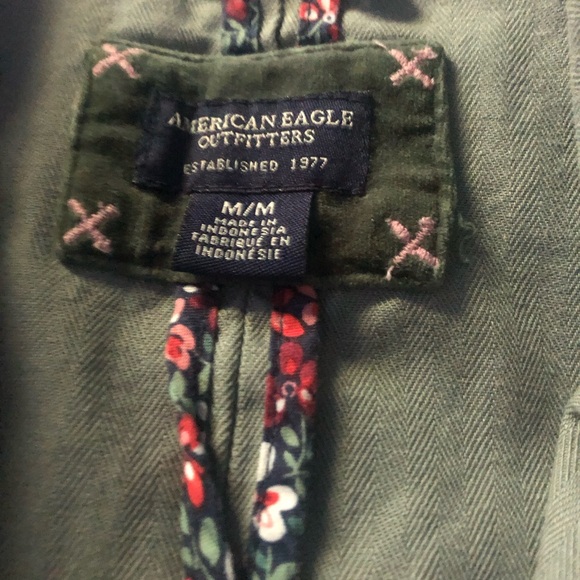 AMERICAN EAGLE
OUTFITTERS
ESTABLISHED 1977
M/M
MADE IN
INDONESIA
FABRIQUÉ EN
INDONÉSIE